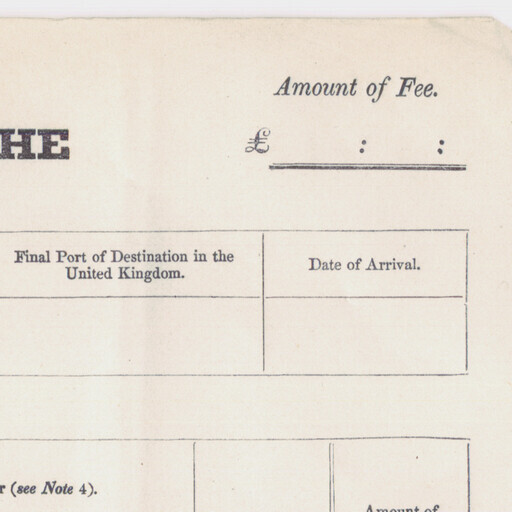 Amount of Fee.
HE
£ : :
Final Port of Destination in the
United Kingdom.
Date of Arrival.
r (see Note 4).
Amount of